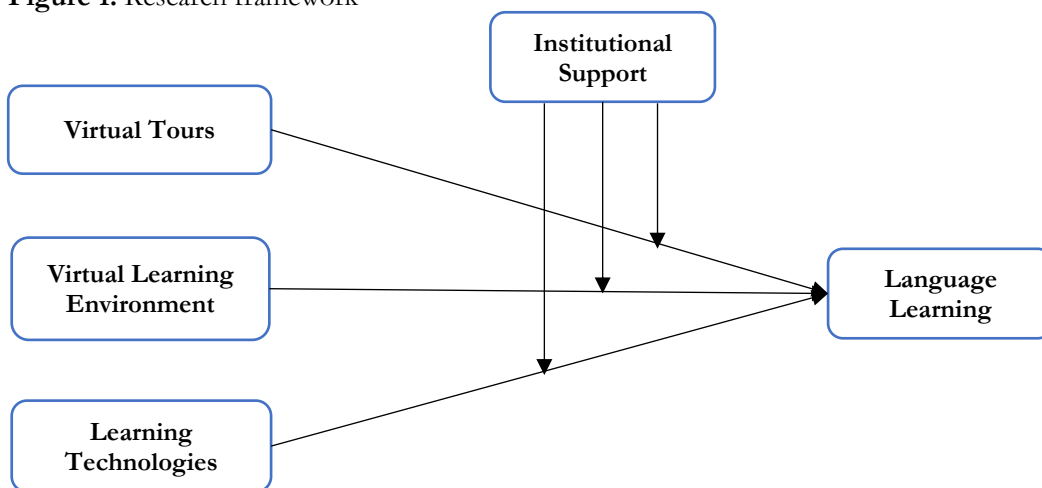 Figure 1. Research framework
Institutional
Support
Virtual Tours
Virtual Learning
Environment
Language
Learning
Learning
Technologies